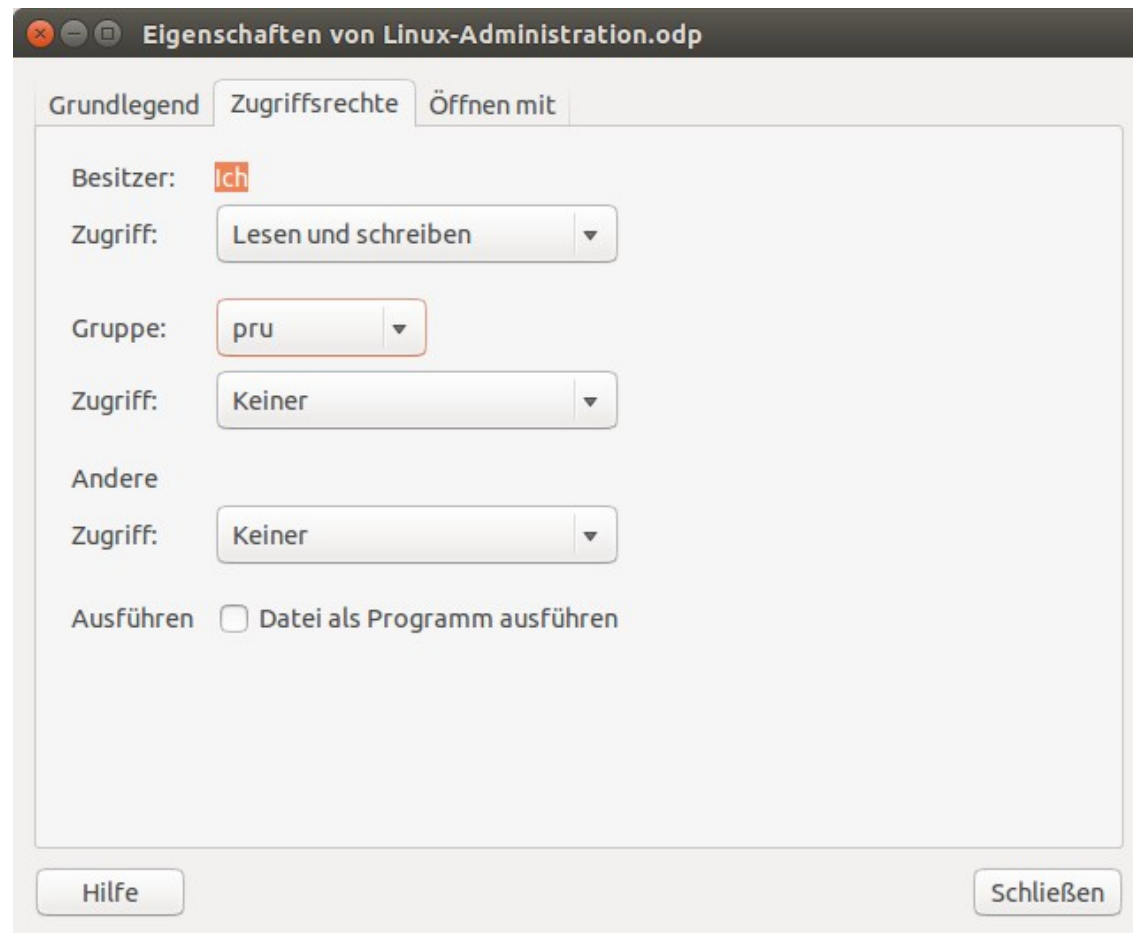 Eigenschaften von Linux-Administration.odp
Grundlegend Zugriffsrechte Öffnen mit
Besitzer: Ich
Zugriff: Lesen und schreiben
Gruppe: pru
Zugriff: Keiner
Andere
Zugriff: Keiner
Ausführen Datei als Programm ausführen
Hilfe Schließen